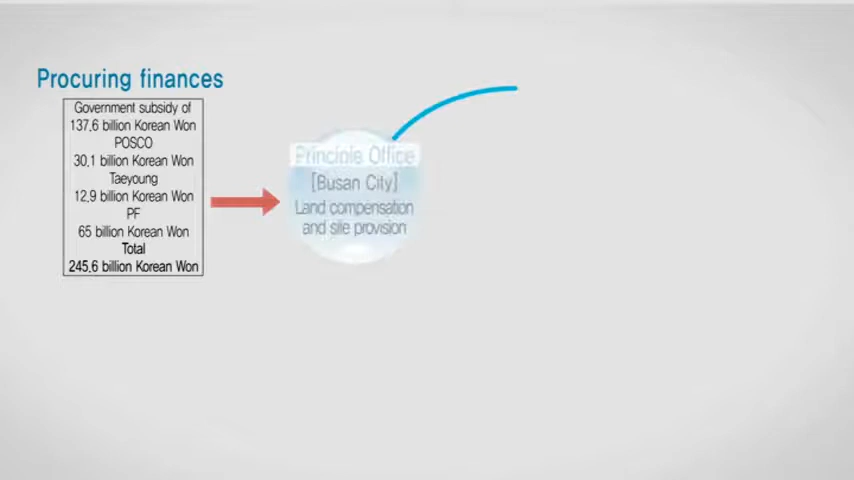 Procuring finances
Government subsidy of
137.6 billion Korean Won
POSCO
30.1 billion Korean Won
Taeyoung
12.9 billion Korean Won
PF
65 billion Korean Won
Total
245.6 billion Korean Won
Principle Office
[Busan City]
Land compensation
and site provision